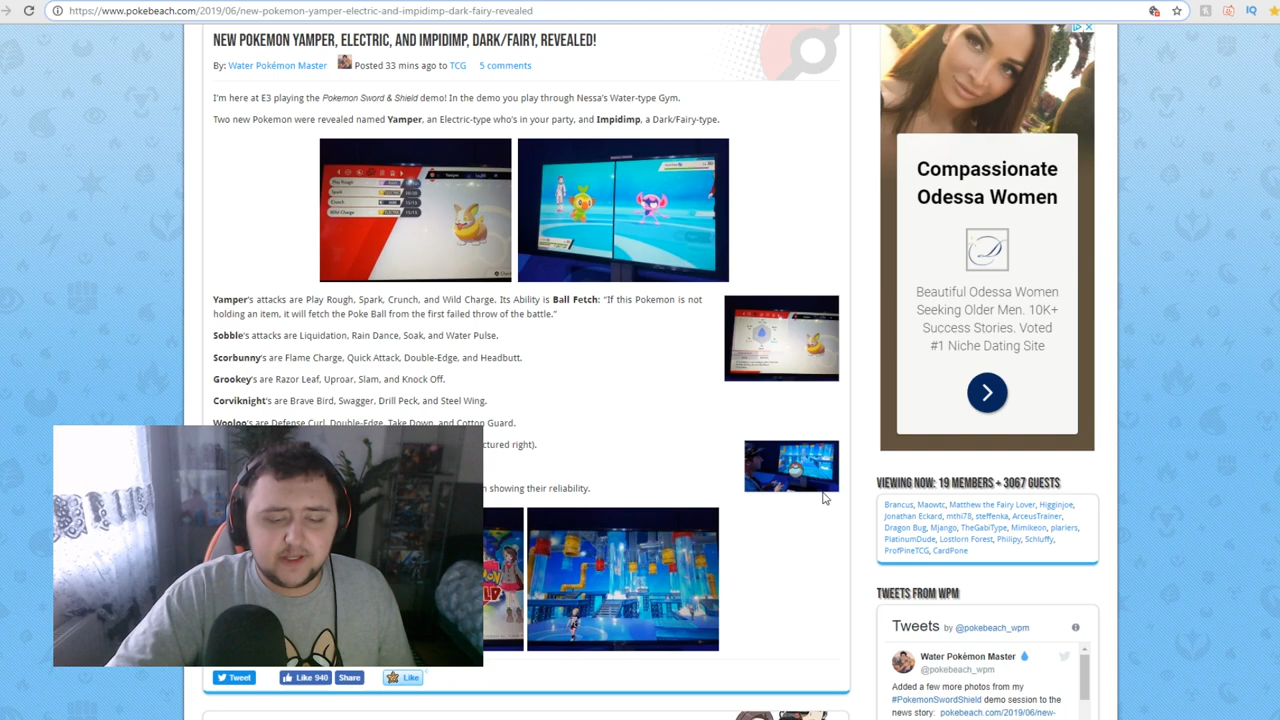 https://www.pokebeach.com/2019/06/new-pokemon-yamper-electric-and-impidimp-dark-fairy-revealed
NEW POKEMON YAMPER, ELECTRIC, AND IMPIDIMP, DARK/FAIRY, REVEALED!
By: Water Pokémon Master Posted 33 mins ago to TCG 5 comments
I'm here at E3 playing the Pokemon Sword & Shield demo! In the demo you play through Nessa's Water-type Gym.
Two new Pokemon were revealed named Yamper, an Electric-type who's in your party, and Impidimp, a Dark/Fairy-type.
Yamper
Play Rough
Spark
Crunch
Wild Charge
Yamper's attacks are Play Rough, Spark, Crunch, and Wild Charge. Its Ability is Ball Fetch: "If this Pokemon is not
holding an item, it will fetch the Poke Ball from the first failed throw of the battle."
Sobble's attacks are Liquidation, Rain Dance, Soak, and Water Pulse.
Scorbunny's are Flame Charge, Quick Attack, Double-Edge, and Headbutt.
Grookey's are Razor Leaf, Uproar, Slam, and Knock Off.
Corviknight's are Brave Bird, Swagger, Drill Peck, and Steel Wing.
Wooloo's are Defense Curl, Double-Edge, Take Down, and Cotton Guard.
ctured right).
n showing their reliability.
Tweet
Like 940
Share
Like
Compassionate
Odessa Women
Beautiful Odessa Women
Seeking Older Men. 10K+
Success Stories. Voted
#1 Niche Dating Site
VIEWING NOW: 19 MEMBERS + 3067 GUESTS
Brancus, Maowtc, Matthew the Fairy Lover, Higginjoe,
Jonathan Eckard, mthi78, steffenka, ArceusTrainer,
Dragon Bug, Mjango, TheGabiType, Mimikeon, plariers,
PlatinumDude, Lostlorn Forest, Philipy, Schluffy,
ProfPineTCG, CardPone
TWEETS FROM WPM
Tweets by @pokebeach_wpm
Water Pokémon Master
@pokebeach_wpm
Added a few more photos from my
#PokemonSwordShield demo session to the
news story: pokebeach.com/2019/06/new-